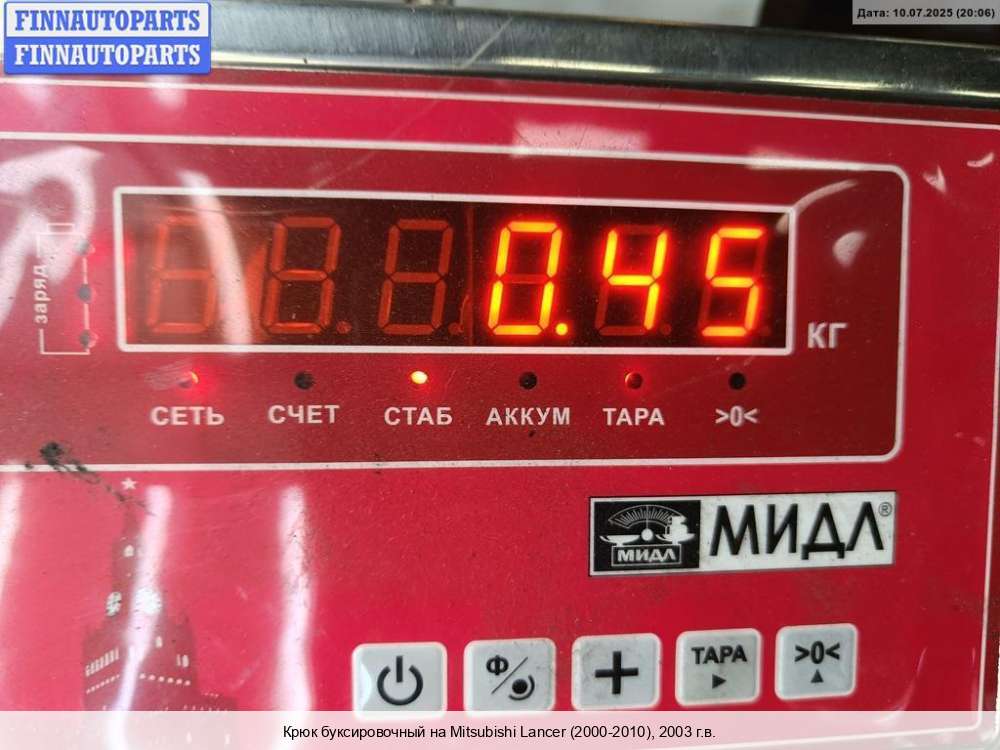 FINNAUTOPARTS
FINNAUTOPARTS
Дата: 10.07.2025 (20:06)
заряд
0.45
КГ
СЕТЬ СЧЕТ СТАБ АККУМ ТАРА >0<
МИДЛ МИДЛ®
Ф ТАРА >0<
Крюк буксировочный на Mitsubishi Lancer (2000-2010), 2003 г.в.